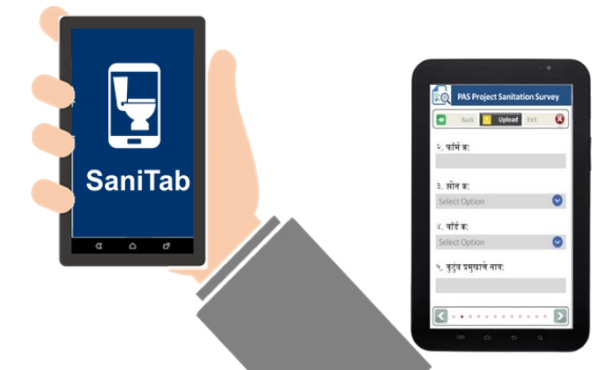 SaniTab
PAS Project Sanitation Survey
Back Upload Exit
२. फॉर्म क्र:
३. झोन क्र:
Select Option
४. वॉर्ड क्र:
Select Option
५. कुटुंब प्रमुखाचे नाव: